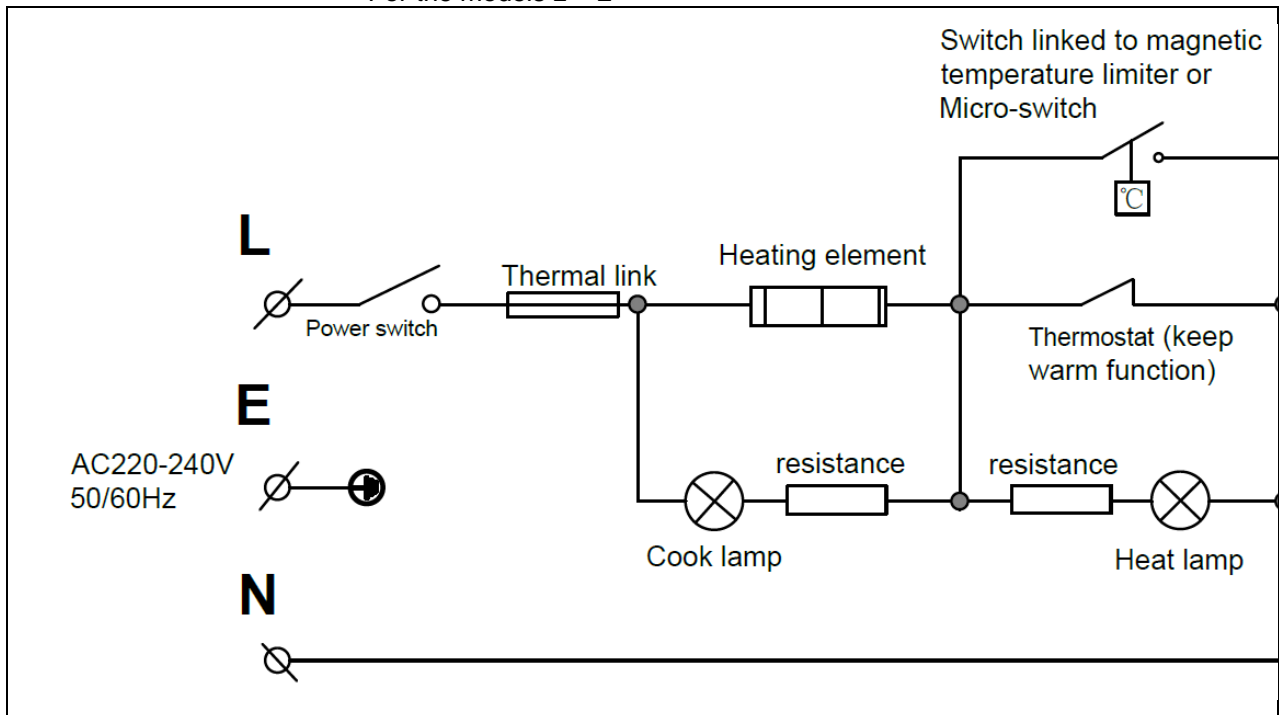 Switch linked to magnetic
temperature limiter or
Micro-switch
℃
L
Thermal link
Heating element
Power switch
Thermostat (keep
warm function)
E
AC220-240V
50/60Hz
resistance
resistance
Cook lamp
Heat lamp
N